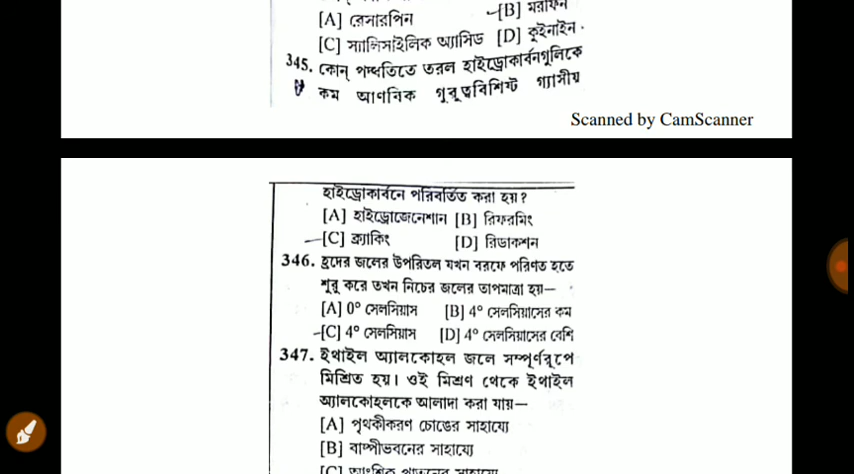 [A] রেসারপিন -[B] মরফিন
[C] স্যালিসাইলিক অ্যাসিড [D] কুইনাইন
345. কোন্ পদ্ধতিতে তরল হাইড্রোকার্বনগুলিকে
কম আণবিক গুরুত্ববিশিষ্ট গ্যাসীয়
Scanned by CamScanner
হাইড্রোকার্বনে পরিবর্তিত করা হয়?
[A] হাইড্রোজেনেশান [B] রিফরমিং
–[C] ক্র্যাকিং [D] রিডাকশন
346. হ্রদের জলের উপরিতল যখন বরফে পরিণত হতে
শুরু করে তখন নিচের জলের তাপমাত্রা হয়—
[A] 0° সেলসিয়াস [B] 4° সেলসিয়াসের কম
-[C] 4° সেলসিয়াস [D] 4° সেলসিয়াসের বেশি
347. ইথাইল অ্যালকোহল জলে সম্পূর্ণরূপে
মিশ্রিত হয়। ওই মিশ্রণ থেকে ইথাইল
অ্যালকোহলকে আলাদা করা যায়—
[A] পৃথকীকরণ চোঙের সাহায্যে
[B] বাষ্পীভবনের সাহায্যে
[C] আংশিক পাতনের সাহায্যে